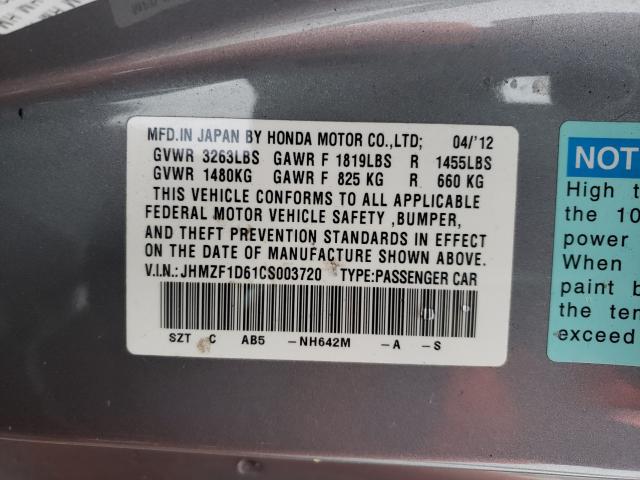 MFD.IN JAPAN BY HONDA MOTOR CO.,LTD; 04/'12
GVWR 3263LBS GAWR F 1819LBS R 1455LBS
GVWR 1480KG GAWR F 825 KG R 660 KG
THIS VEHICLE CONFORMS TO ALL APPLICABLE
FEDERAL MOTOR VEHICLE SAFETY ,BUMPER,
AND THEFT PREVENTION STANDARDS IN EFFECT
ON THE DATE OF MANUFACTURE SHOWN ABOVE.
V.I.N.:JHMZF1D61CS003720 TYPE:PASSENGER CAR
SZT C AB5 -NH642M -A -S
NOT
High t
the 10
power
When
paint b
the ten
exceed